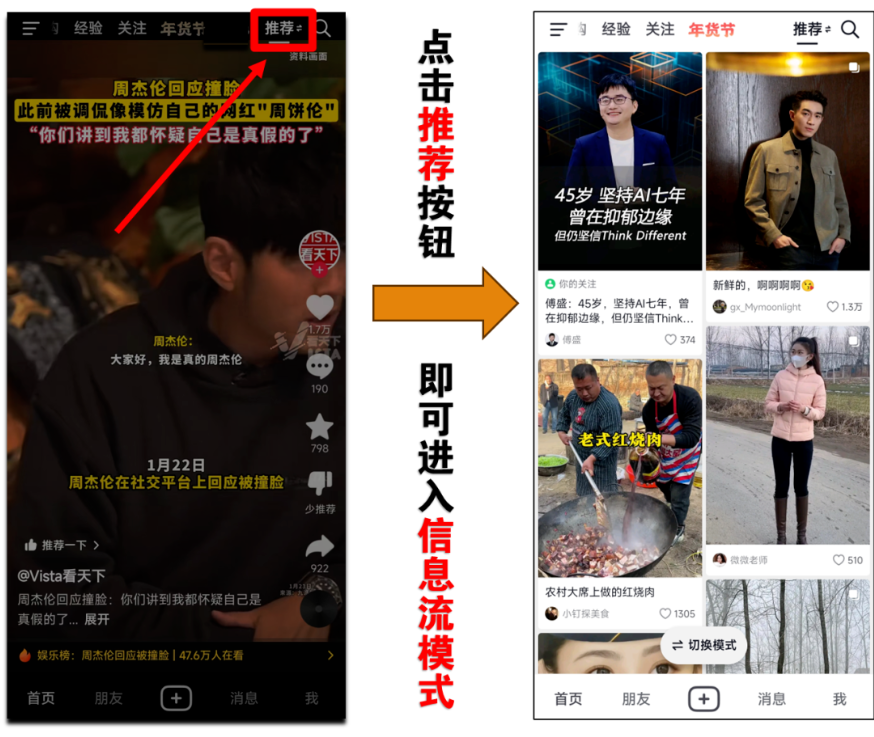 经验 关注 年货节 推荐
资料画面
周杰伦回应撞脸
此前被调侃像模仿自己的网红"周饼伦"
“你们讲到我都怀疑自己是真假的了”
VISTA
看天下
1.7万
看天下
VISTA
周杰伦：
大家好，我是真的周杰伦
190
798
1月22日
周杰伦在社交平台上回应被撞脸
少推荐
推荐一下
922
@Vista看天下
周杰伦回应撞脸：你们讲到我都怀疑自己是
真假的了... 展开
娱乐榜：周杰伦回应被撞脸 | 47.6万人在看
首页 朋友 消息 我
点击推荐按钮
即可进入信息流模式
经验 关注 年货节 推荐
45岁 坚持AI七年
曾在抑郁边缘
但仍坚信Think Different
你的关注
傅盛：45岁，坚持AI七年，曾
在抑郁边缘，但仍坚信Think...
傅盛 374
新鲜的，啊啊啊啊😘
gx_Mymoonlight 1.3万
老式红烧肉
农村大席上做的红烧肉
小钉探美食 1305
微微老师 510
切换模式
首页 朋友 消息 我